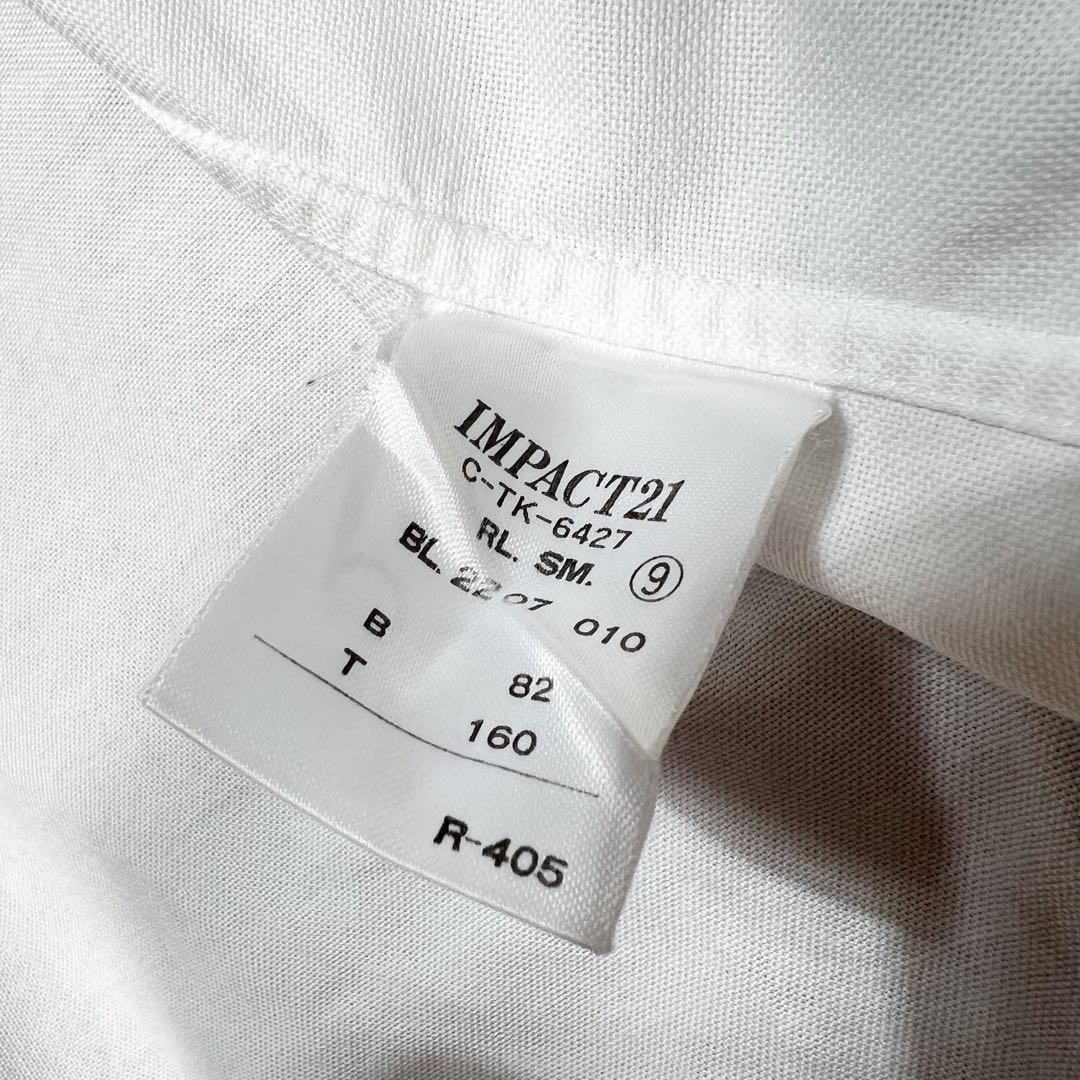 IMPACT21
C-TK-6427
RL. SM. ⑨
BL. 22 07 010
B 82
T 160
R-405